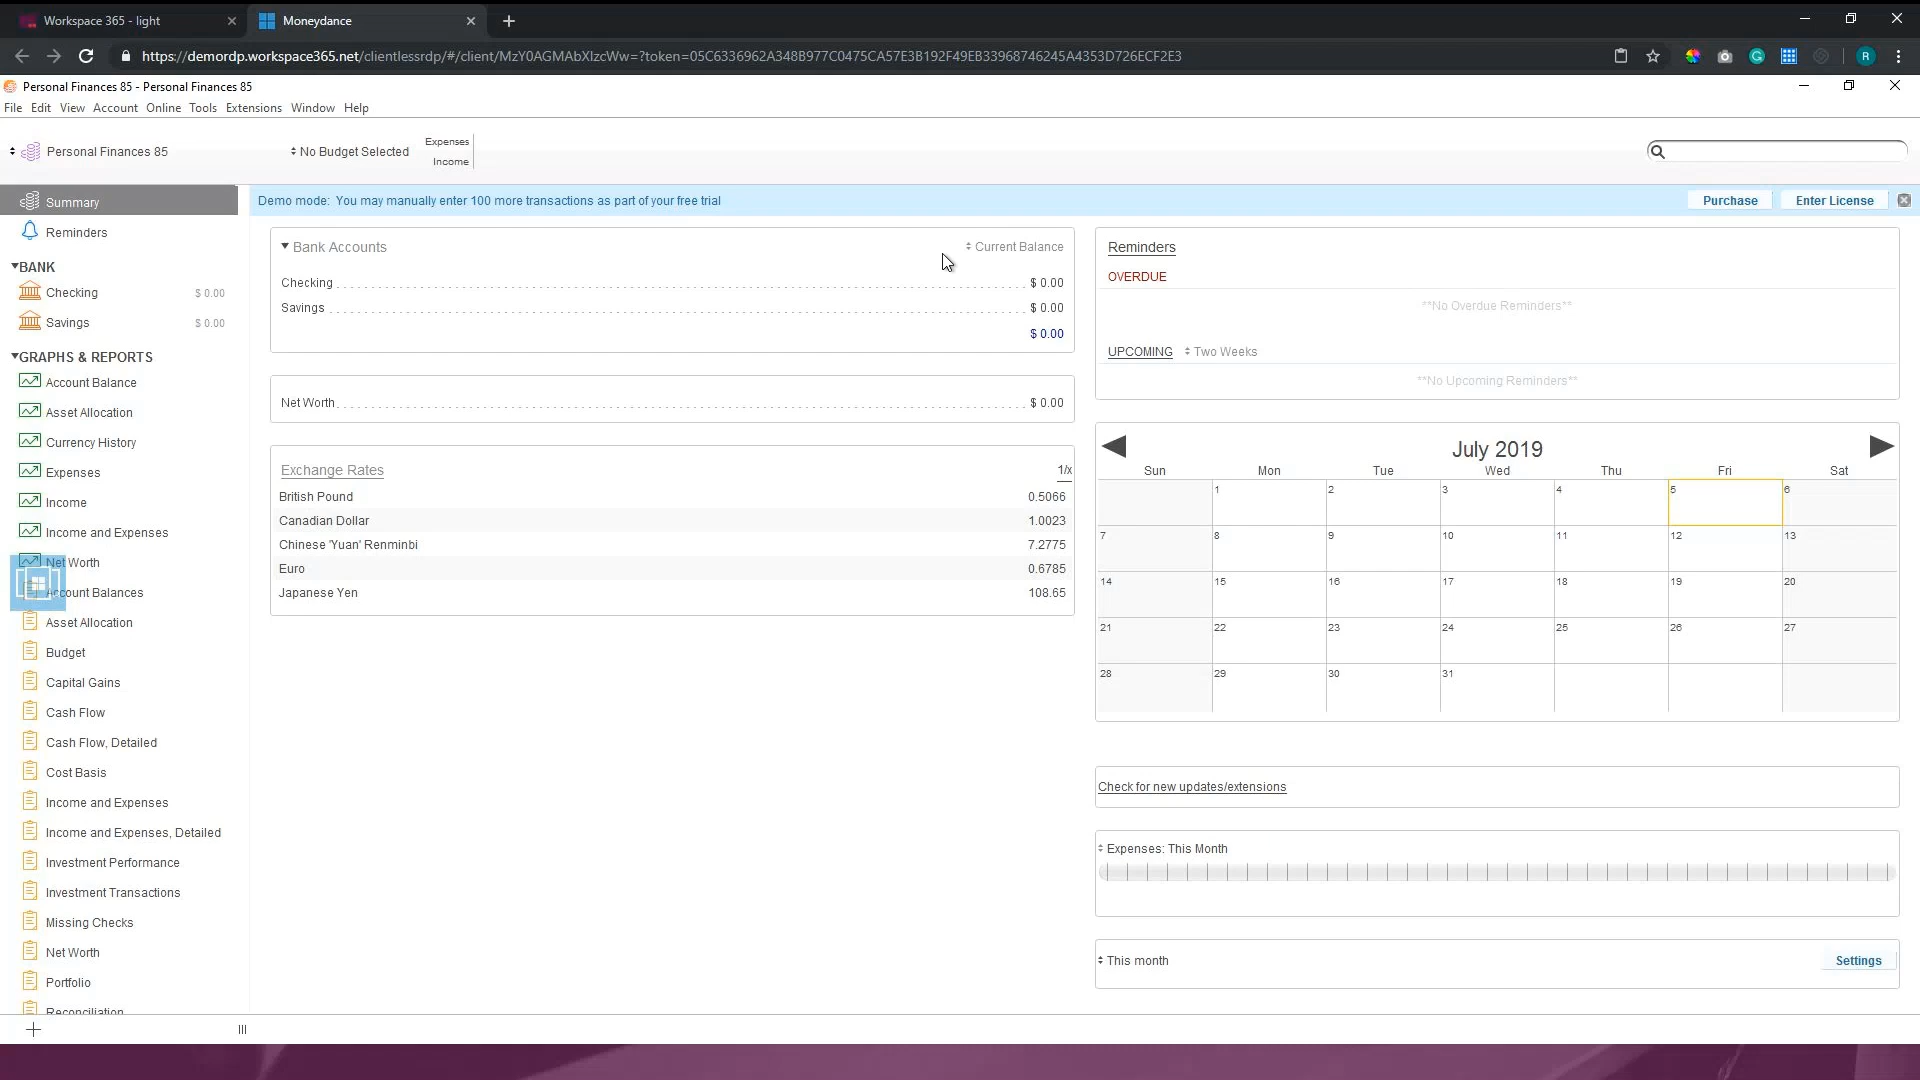 Workspace 365 - light
Moneydance
https://demordp.workspace365.net/clientlessrdp/#/client/MzY0AGMAbXlzcWw=?token=05C6336962A348B977C0475CA57E3B192F49EB33968746245A4353D726ECF2E3
R
Personal Finances 85 - Personal Finances 85
File Edit View Account Online Tools Extensions Window Help
Personal Finances 85
No Budget Selected
Expenses
Income
Summary
Reminders
BANK
Checking $ 0.00
Savings $ 0.00
GRAPHS & REPORTS
Account Balance
Asset Allocation
Currency History
Expenses
Income
Income and Expenses
Net Worth
Account Balances
Asset Allocation
Budget
Capital Gains
Cash Flow
Cash Flow, Detailed
Cost Basis
Income and Expenses
Income and Expenses, Detailed
Investment Performance
Investment Transactions
Missing Checks
Net Worth
Portfolio
Reconciliation
Demo mode: You may manually enter 100 more transactions as part of your free trial
Purchase
Enter License
Bank Accounts Current Balance
Checking $ 0.00
Savings $ 0.00
$ 0.00
Net Worth $ 0.00
Exchange Rates 1/x
British Pound 0.5066
Canadian Dollar 1.0023
Chinese 'Yuan' Renminbi 7.2775
Euro 0.6785
Japanese Yen 108.65
Reminders
OVERDUE
**No Overdue Reminders**
UPCOMING Two Weeks
**No Upcoming Reminders**
July 2019
Sun Mon Tue Wed Thu Fri Sat
1 2 3 4 5 6
7 8 9 10 11 12 13
14 15 16 17 18 19 20
21 22 23 24 25 26 27
28 29 30 31
Check for new updates/extensions
Expenses: This Month
This month
Settings